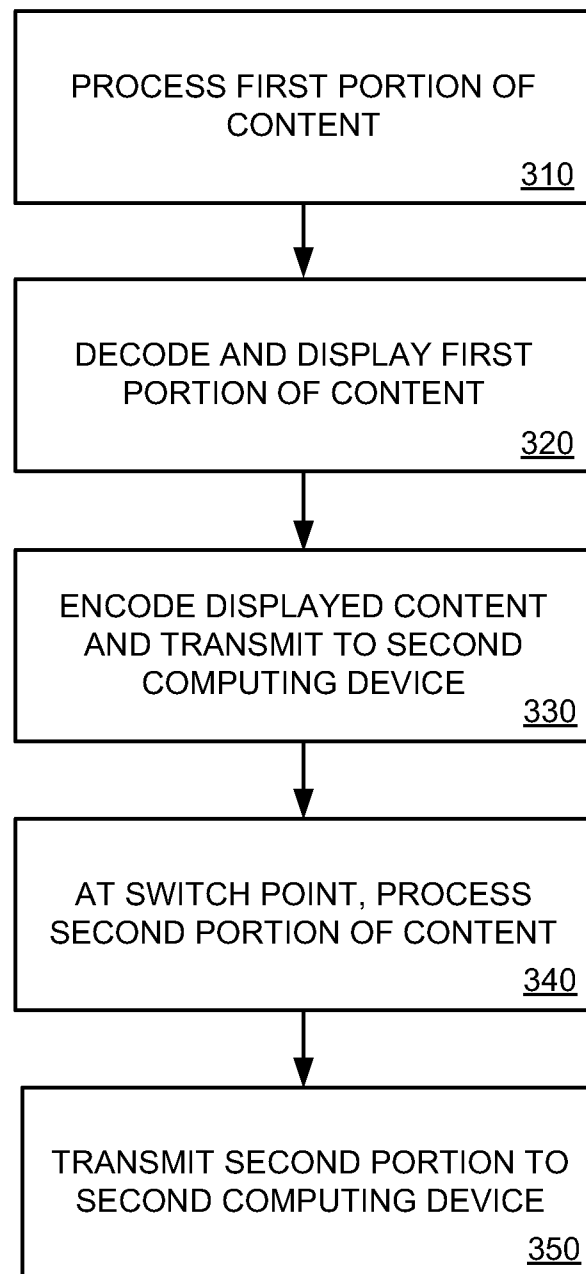 PROCESS FIRST PORTION OF
CONTENT
310
DECODE AND DISPLAY FIRST
PORTION OF CONTENT
320
ENCODE DISPLAYED CONTENT
AND TRANSMIT TO SECOND
COMPUTING DEVICE
330
AT SWITCH POINT, PROCESS
SECOND PORTION OF CONTENT
340
TRANSMIT SECOND PORTION TO
SECOND COMPUTING DEVICE
350